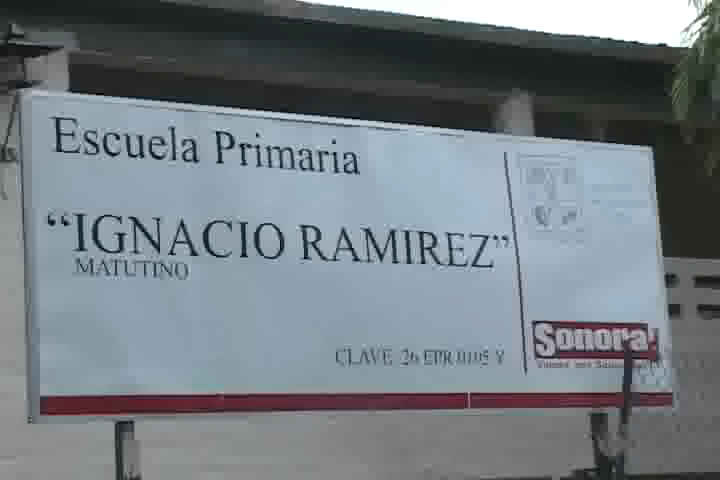 Escuela Primaria
“IGNACIO RAMIREZ”
MATUTINO
CLAVE 26 EPR 0105 Y
Sonora